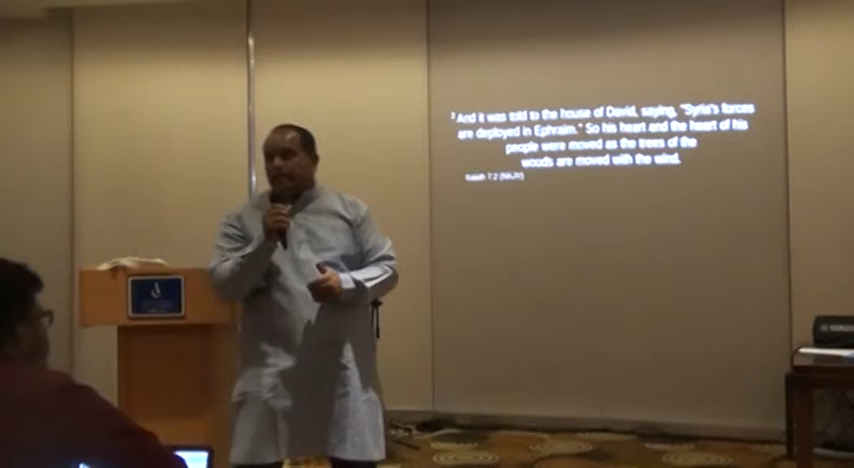 2 And it was told to the house of David, saying, "Syria's forces
are deployed in Ephraim." So his heart and the heart of his
people were moved as the trees of the
woods are moved with the wind.
Isaiah 7:2 (NKJV)